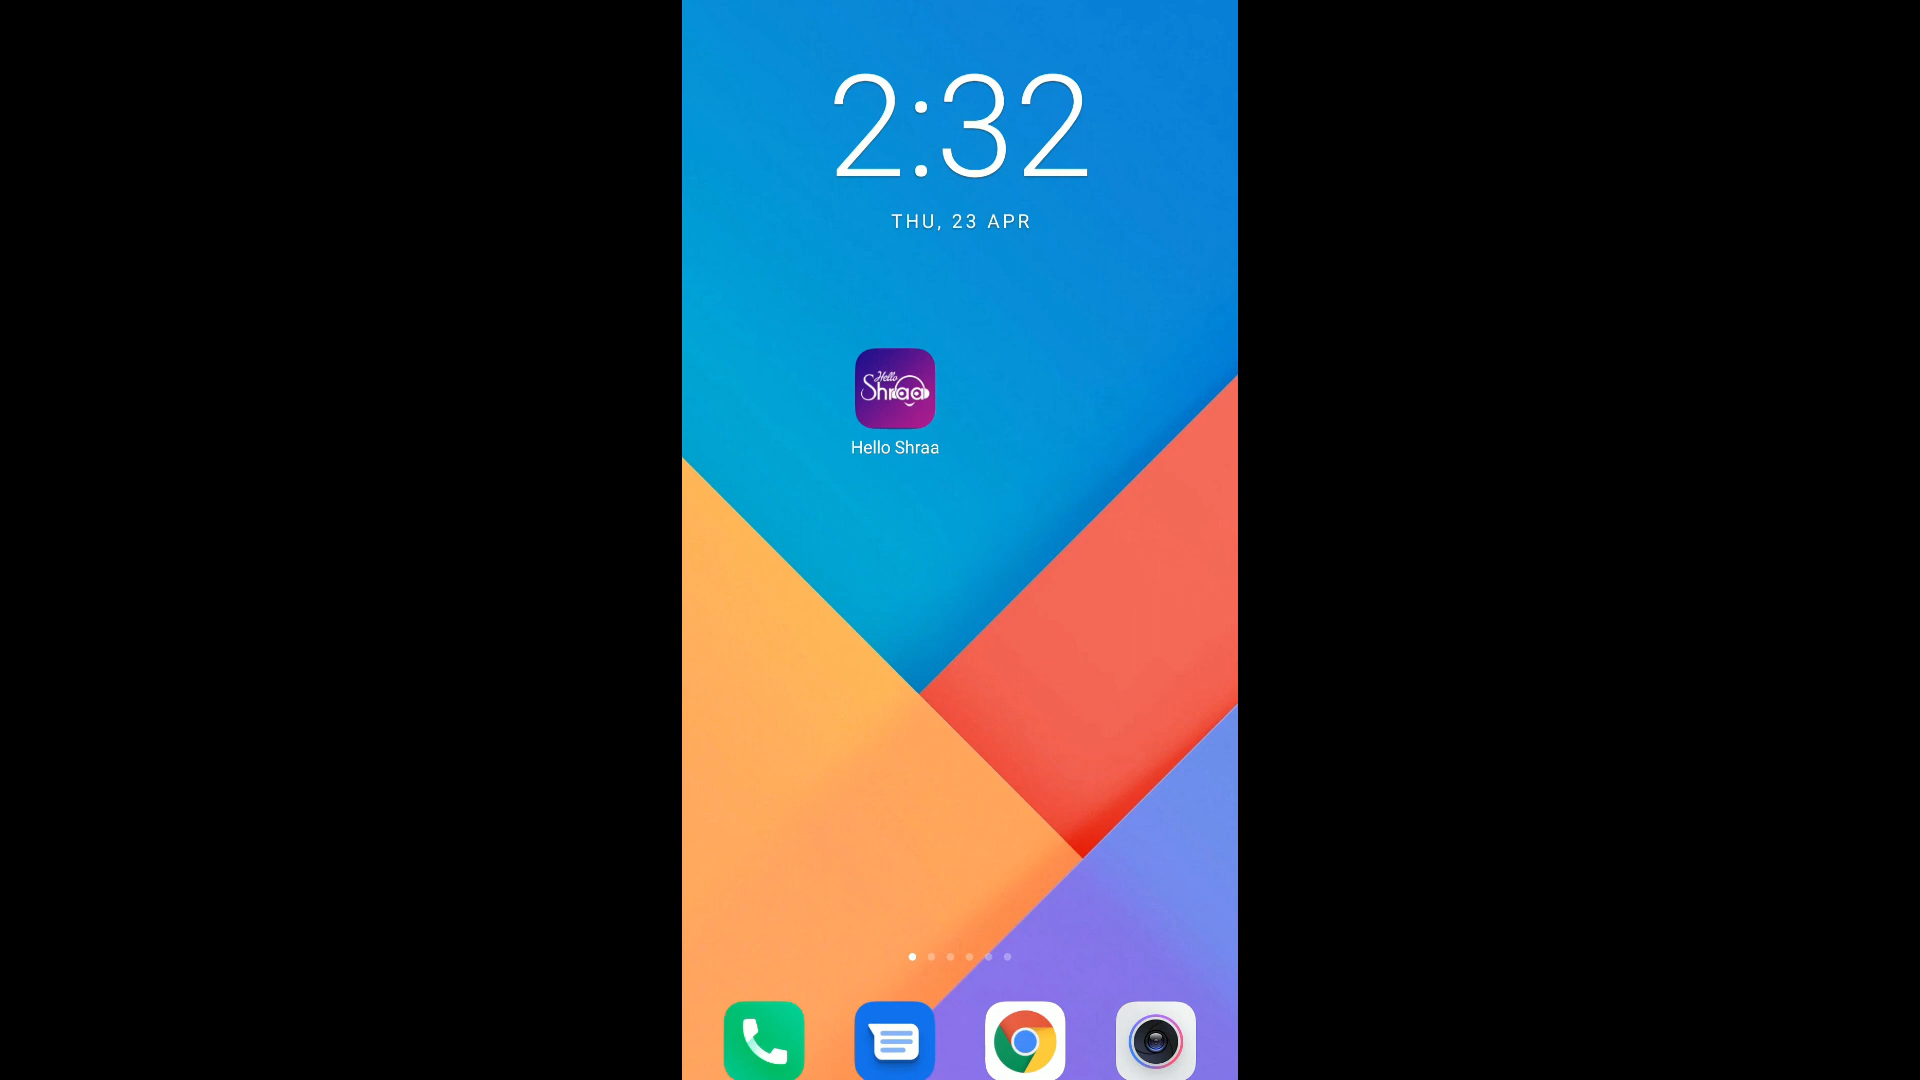 2:32
THU, 23 APR
Hello
Shraa
Hello Shraa